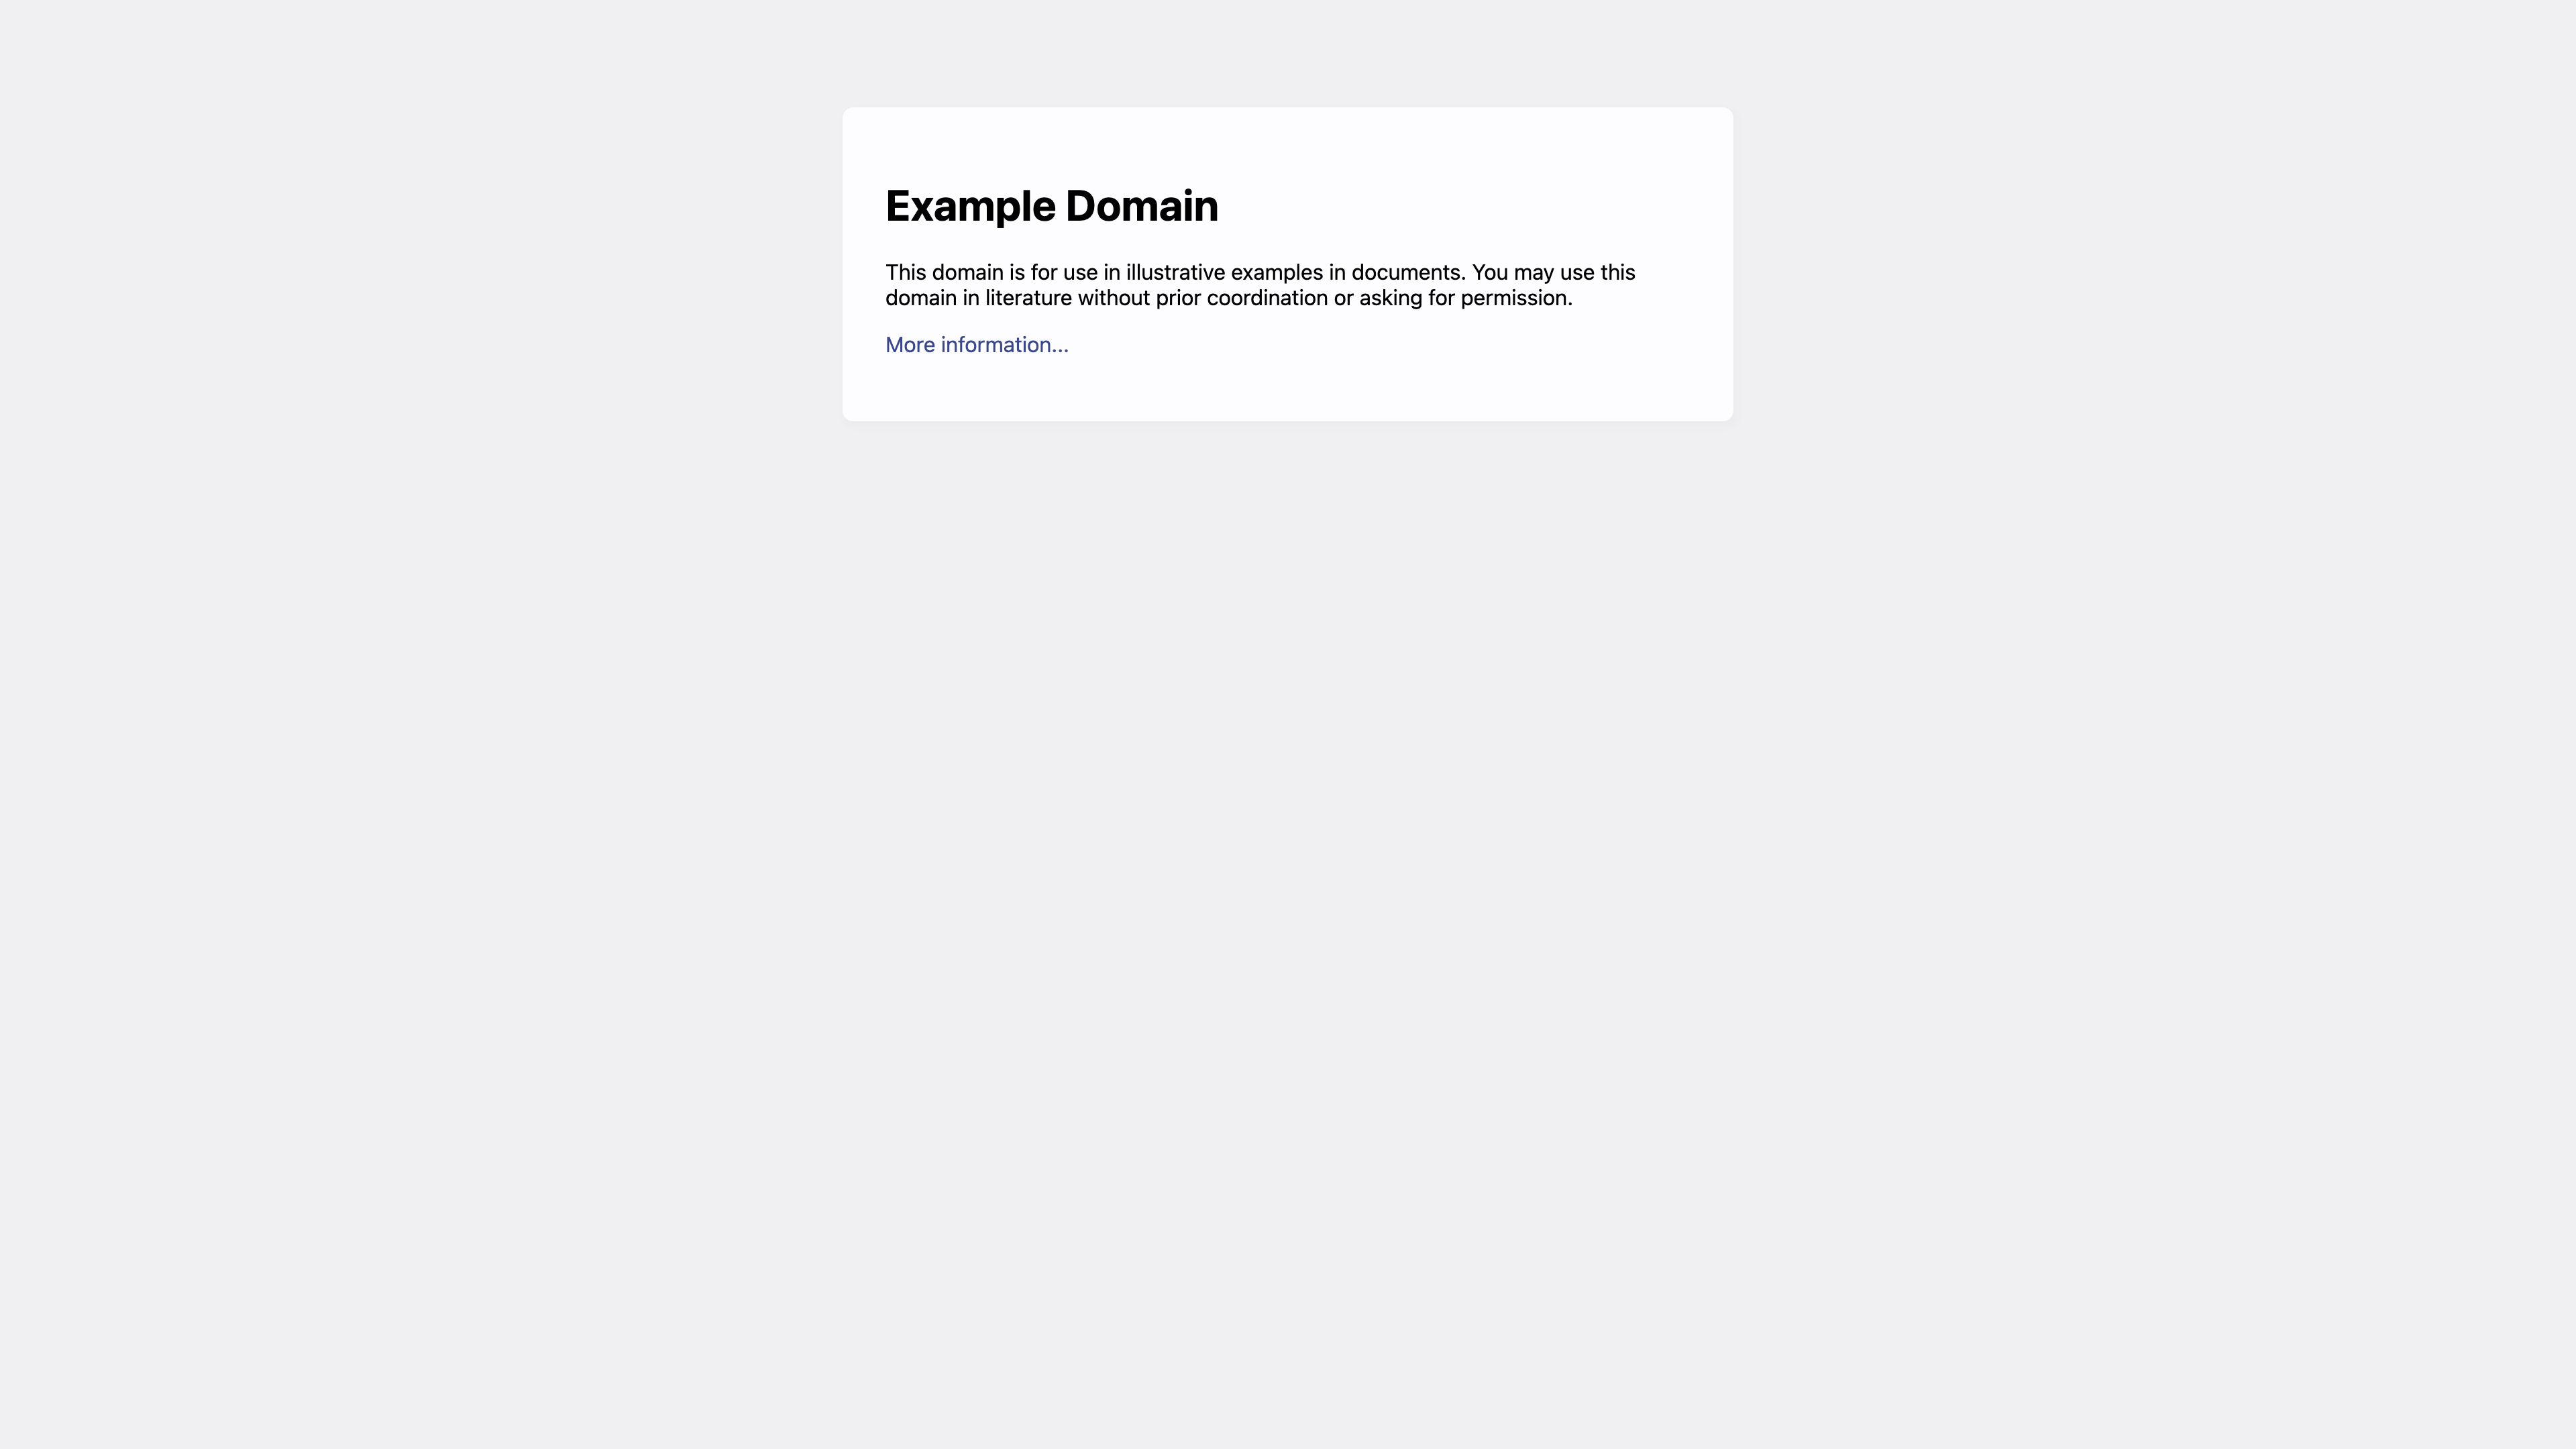 Example Domain
This domain is for use in illustrative examples in documents. You may use this
domain in literature without prior coordination or asking for permission.
More information...